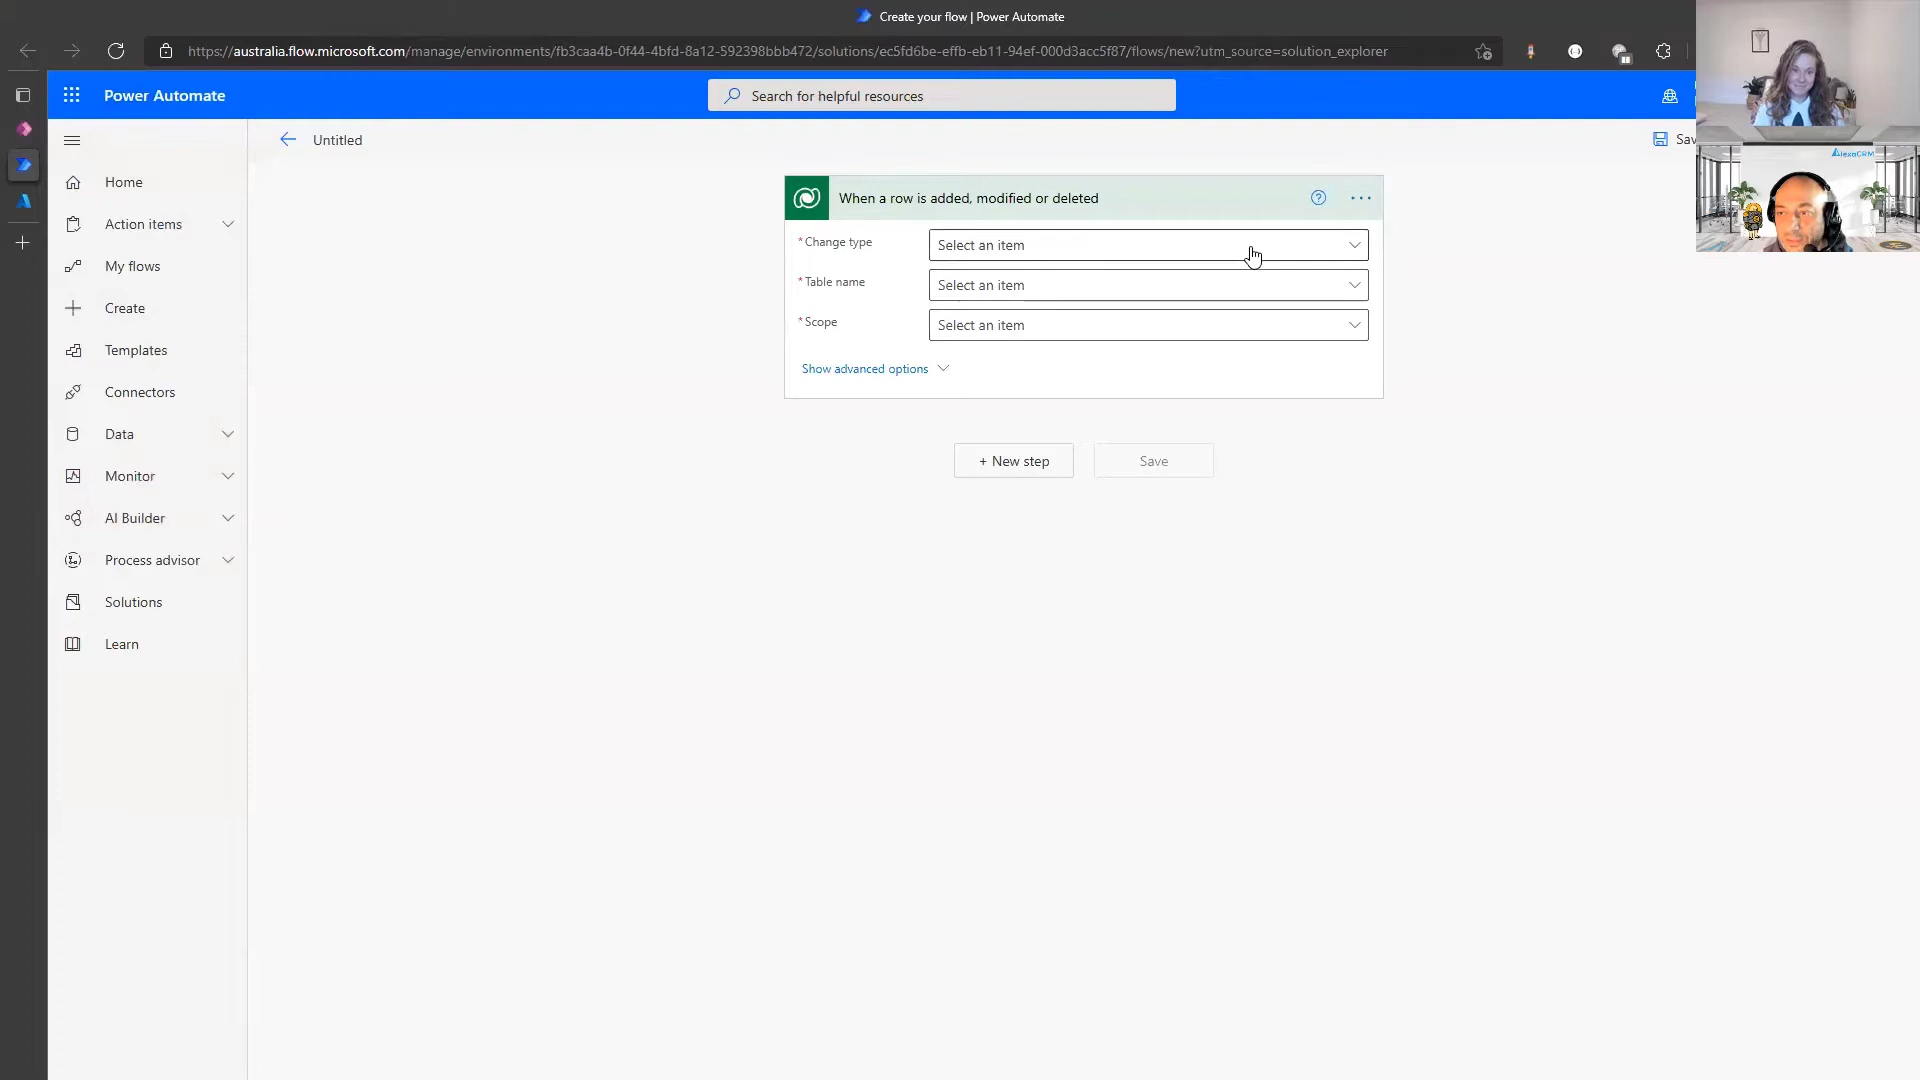 Create your flow | Power Automate
https://australia.flow.microsoft.com/manage/environments/fb3caa4b-0f44-4bfd-8a12-592398bbb472/solutions/ec5fd6be-effb-eb11-94ef-000d3acc5f87/flows/new?utm_source=solution_explorer
Power Automate
Search for helpful resources
Untitled
Sav
AlexaCRM
Home
Action items
My flows
Create
Templates
Connectors
Data
Monitor
AI Builder
Process advisor
Solutions
Learn
When a row is added, modified or deleted
* Change type
Select an item
* Table name
Select an item
* Scope
Select an item
Show advanced options
+ New step
Save